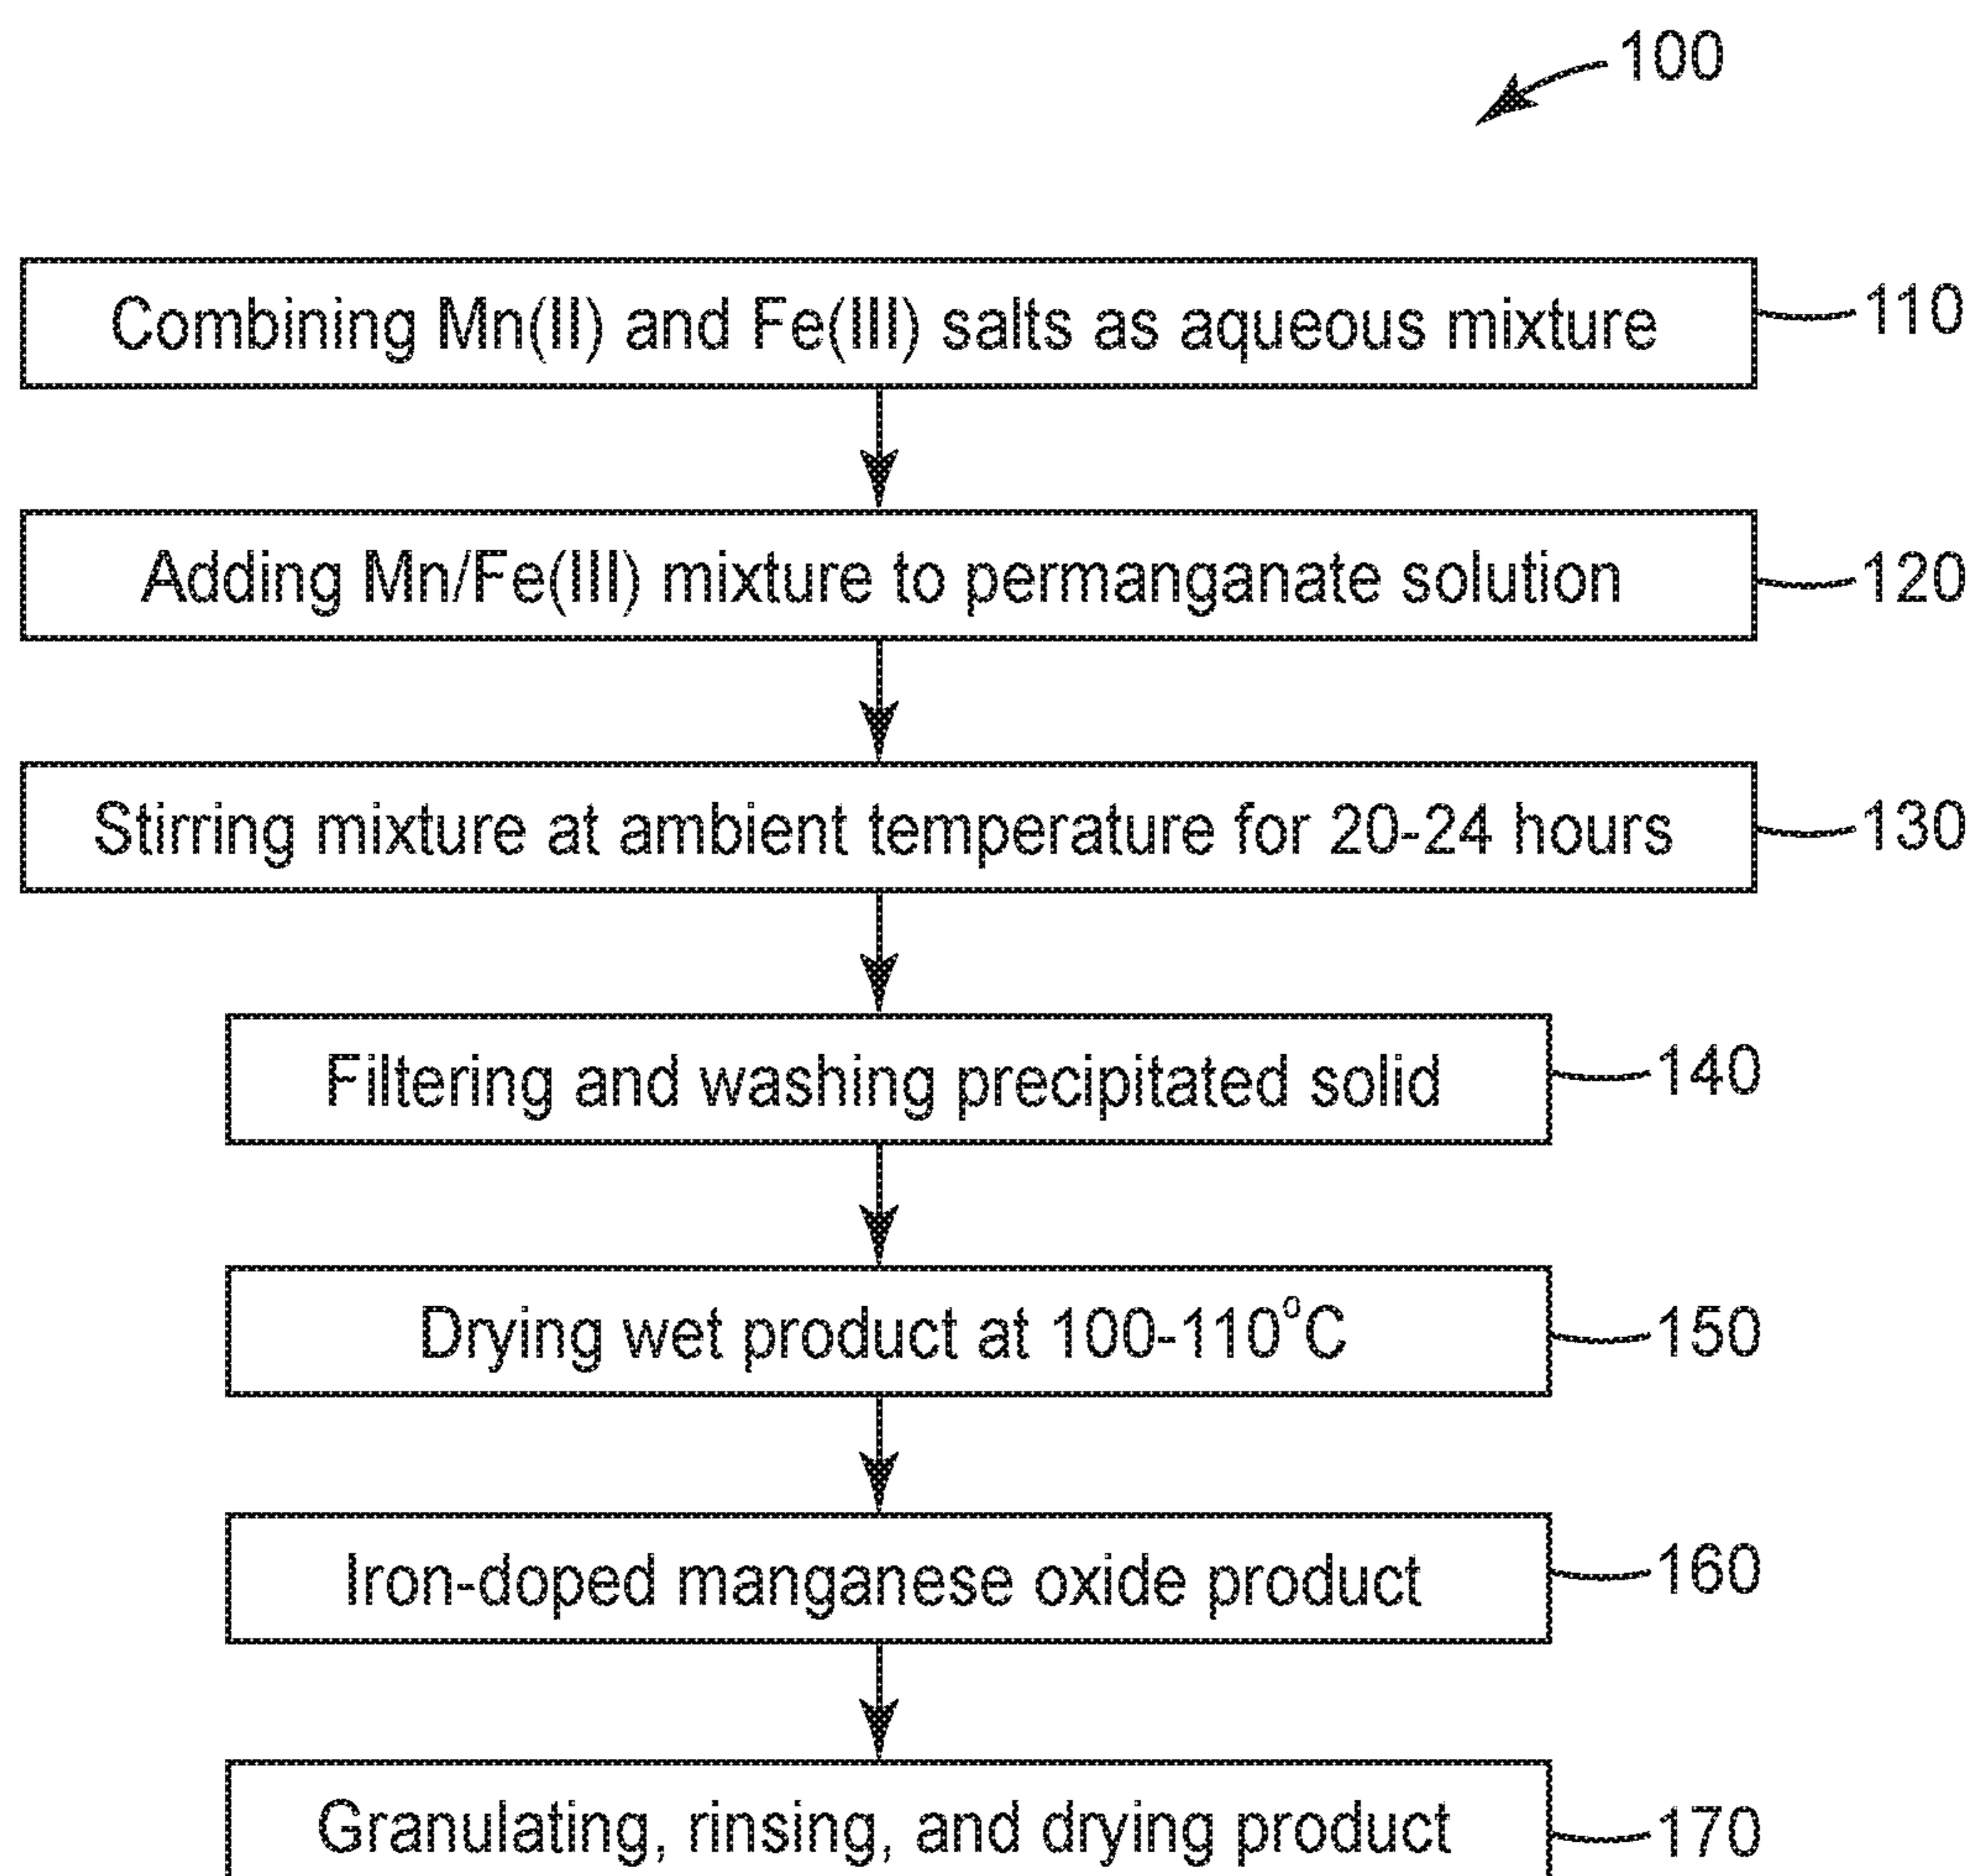 100
Combining Mn(II) and Fe(III) salts as aqueous mixture 110
Adding Mn/Fe(III) mixture to permanganate solution 120
Stirring mixture at ambient temperature for 20-24 hours 130
Filtering and washing precipitated solid 140
Drying wet product at 100-110°C 150
Iron-doped manganese oxide product 160
Granulating, rinsing, and drying product 170